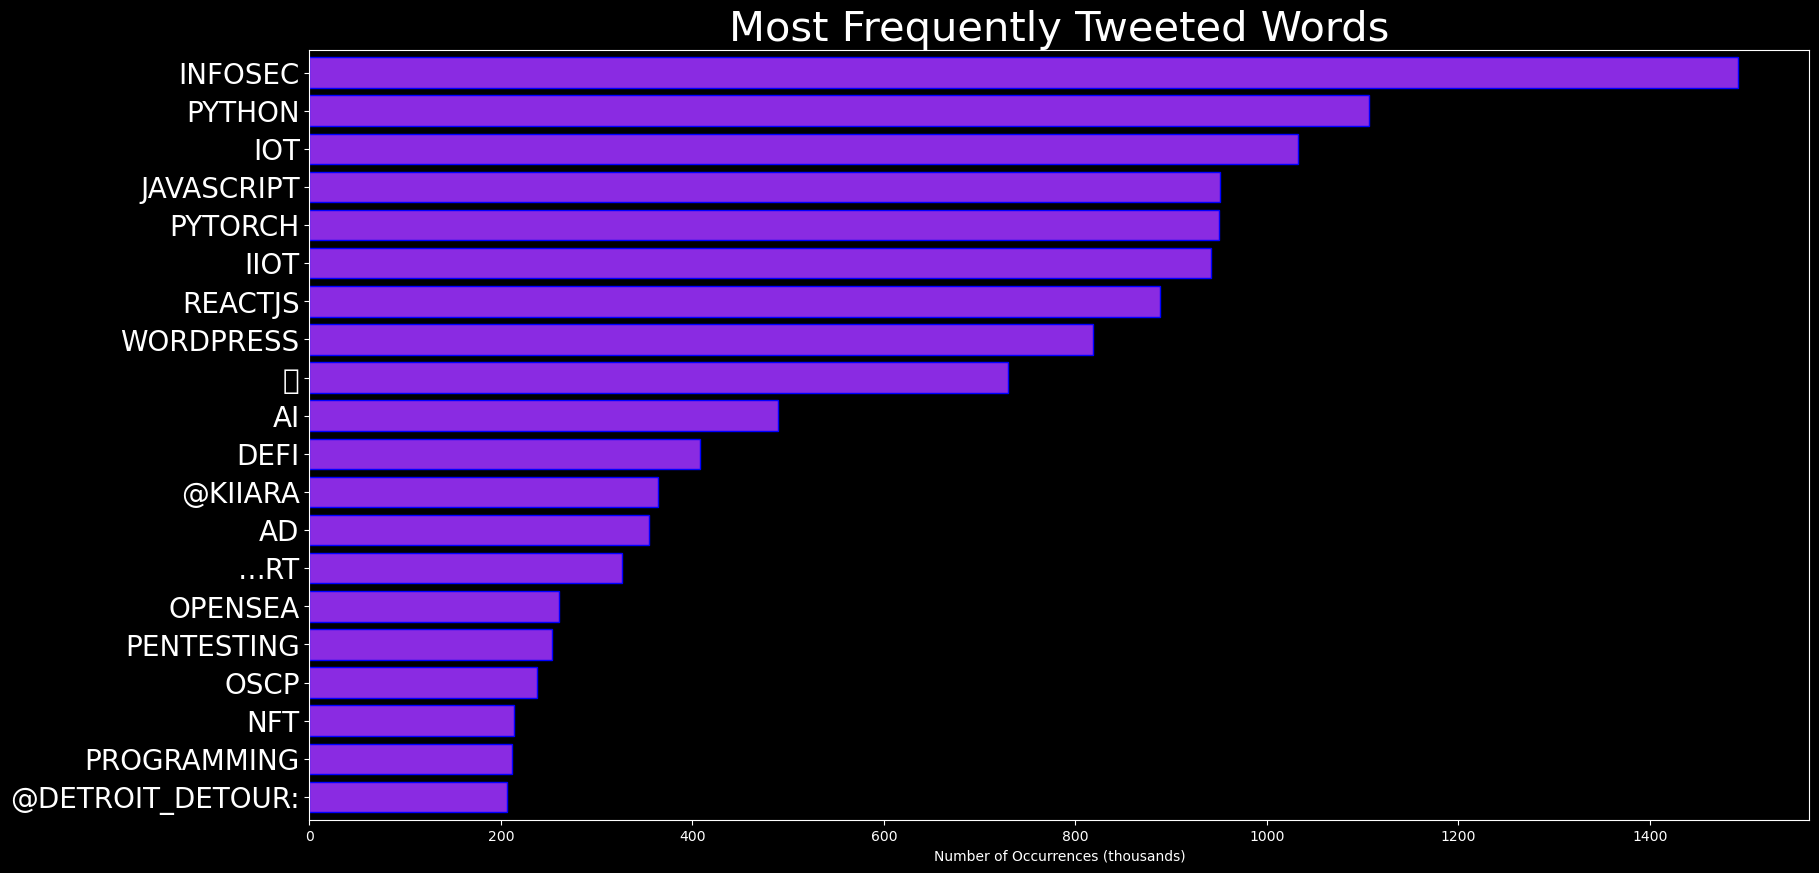 Most Frequently Tweeted Words
INFOSEC
PYTHON
IOT
JAVASCRIPT
PYTORCH
IIOT
REACTJS
WORDPRESS
AI
DEFI
@KIIARA
AD
…RT
OPENSEA
PENTESTING
OSCP
NFT
PROGRAMMING
@DETROIT_DETOUR:
0 200 400 600 800 1000 1200 1400
Number of Occurrences (thousands)